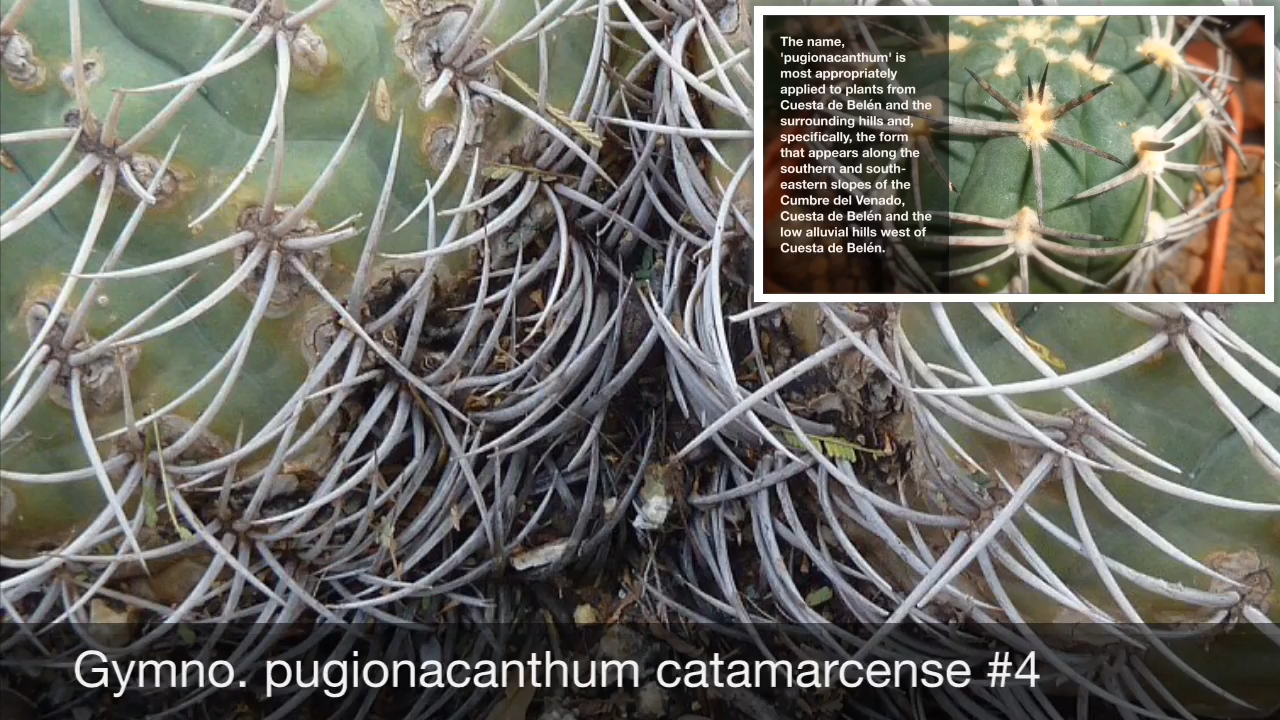 The name,
'pugionacanthum' is
most appropriately
applied to plants from
Cuesta de Belén and the
surrounding hills and,
specifically, the form
that appears along the
southern and south-
eastern slopes of the
Cumbre del Venado,
Cuesta de Belén and the
low alluvial hills west of
Cuesta de Belén.
Gymno. pugionacanthum catamarcense #4